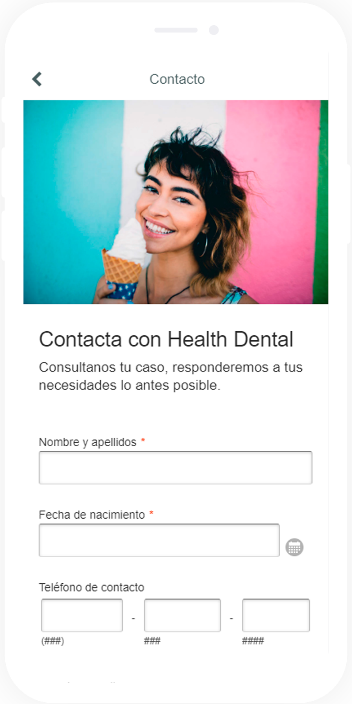 Contacto
Contacta con Health Dental
Consultanos tu caso, responderemos a tus
necesidades lo antes posible.
Nombre y apellidos *
Fecha de nacimiento *
Teléfono de contacto
- -
(###) ### ####